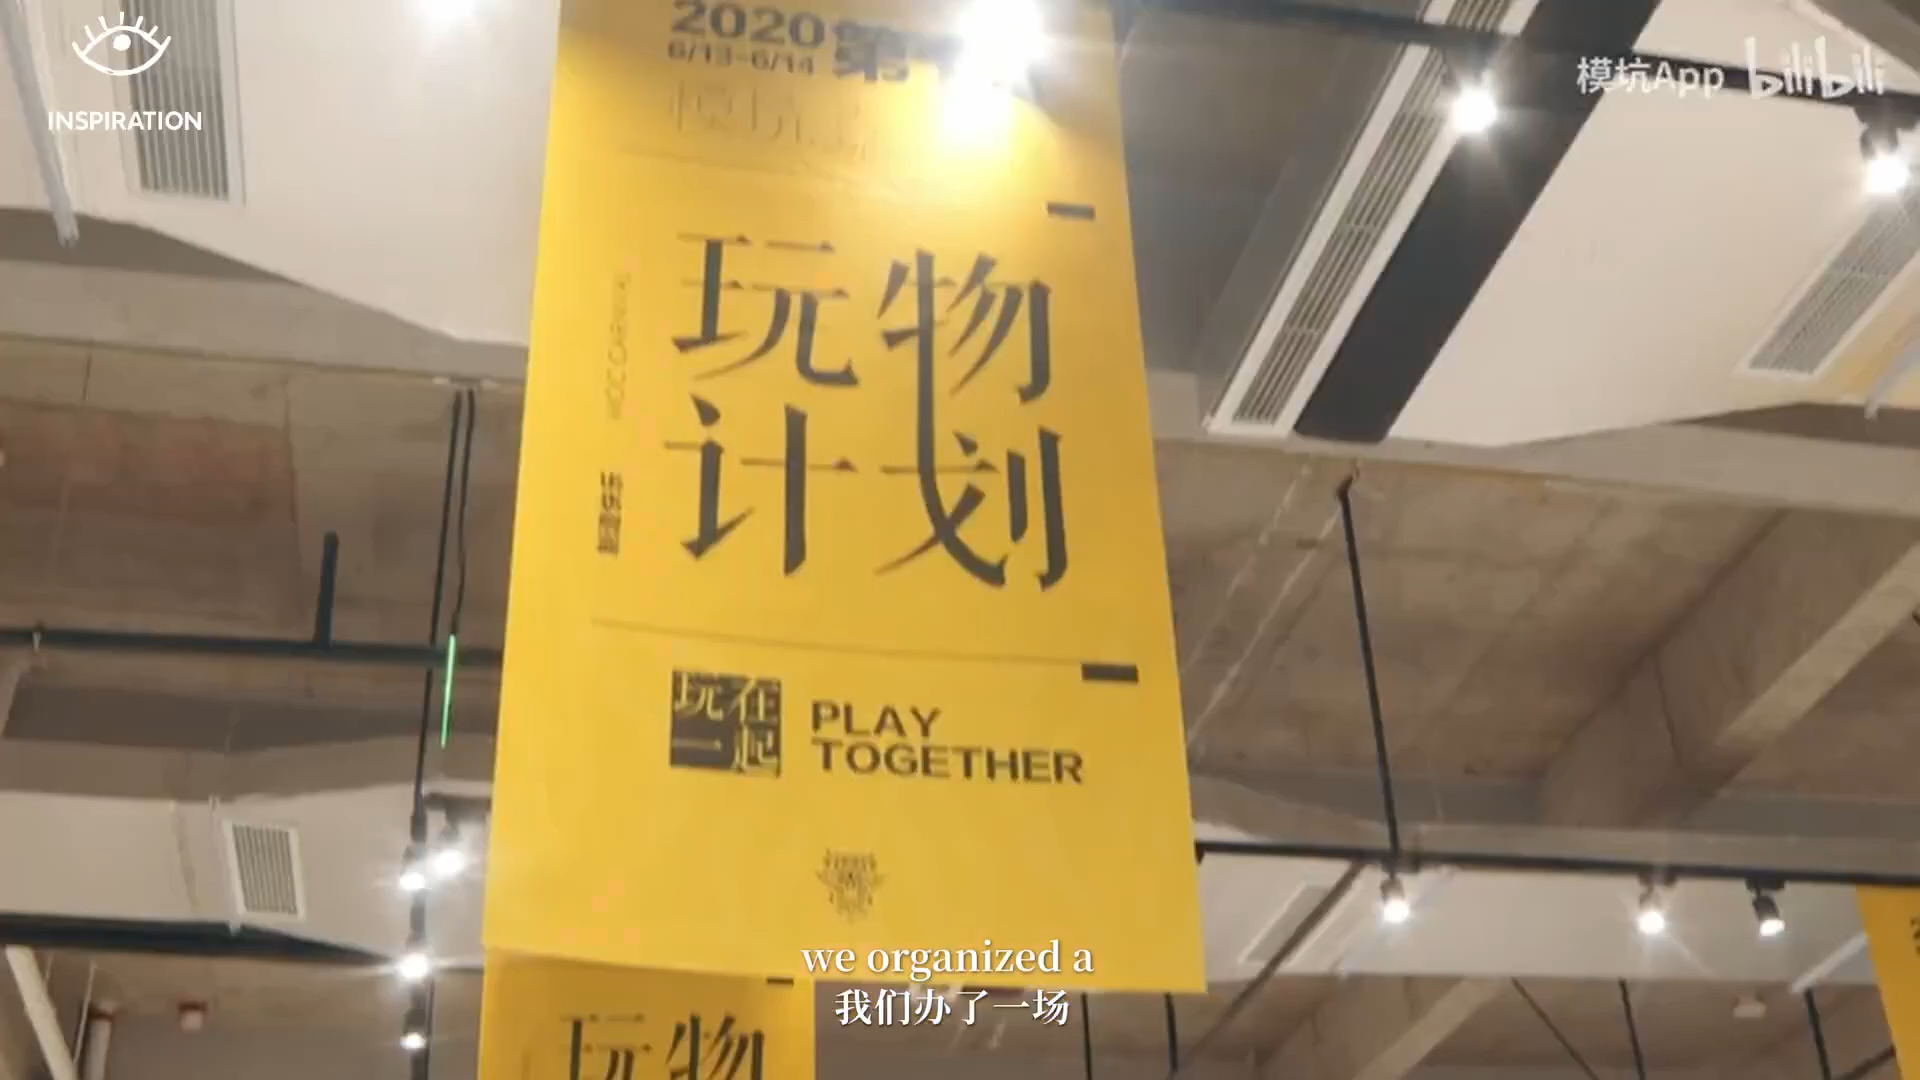 INSPIRATION
模坑App bilibili
2020
6/13-6/14
玩物
计划
玩在
一起
PLAY
TOGETHER
we organized a
我们办了一场
玩物